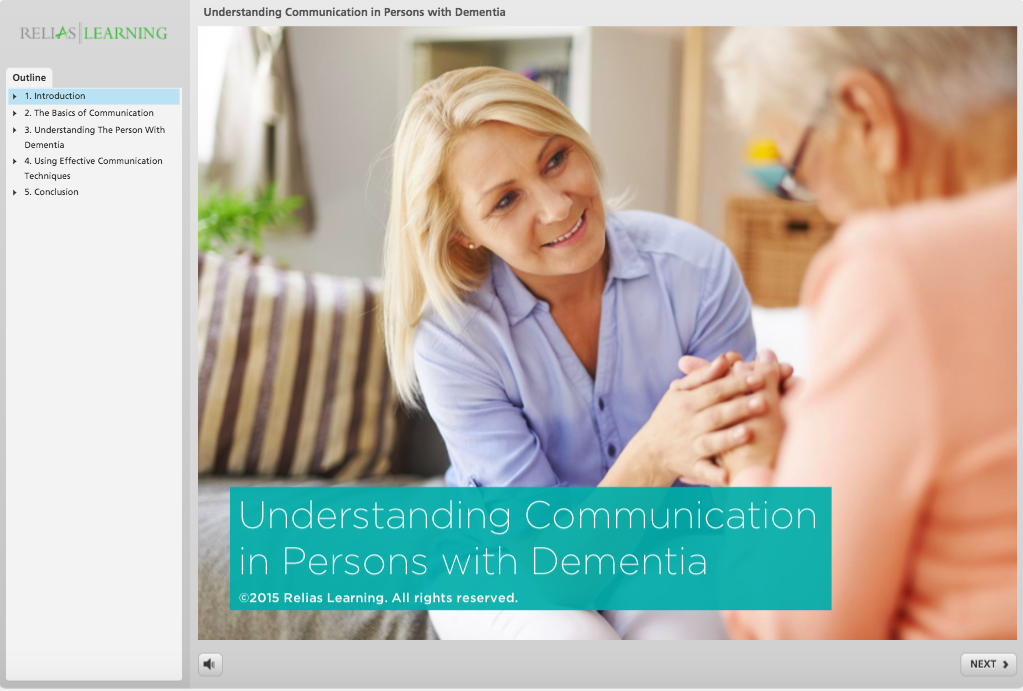 Understanding Communication in Persons with Dementia
RELIAS LEARNING
Outline
1. Introduction
2. The Basics of Communication
3. Understanding The Person With
Dementia
4. Using Effective Communication
Techniques
5. Conclusion
Understanding Communication
in Persons with Dementia
©2015 Relias Learning. All rights reserved.
NEXT